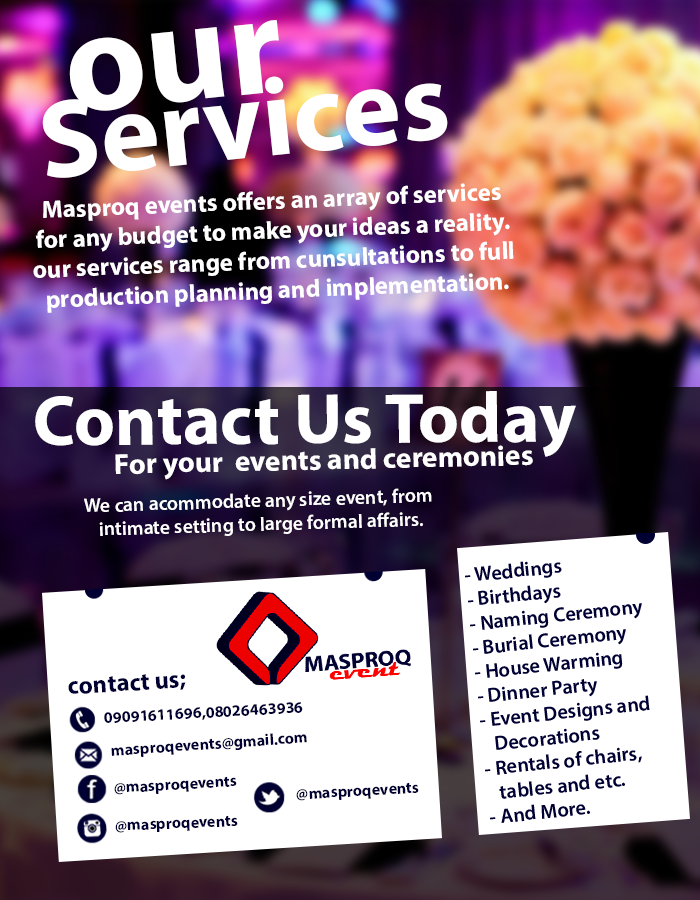 our
Services
Masproq events offers an array of services
for any budget to make your ideas a reality.
our services range from cunsultations to full
production planning and implementation.
Contact Us Today
For your events and ceremonies
We can acommodate any size event, from
intimate setting to large formal affairs.
MASPROQ
event
contact us;
09091611696,08026463936
masproqevents@gmail.com
@masproqevents
@masproqevents
@masproqevents
- Weddings
- Birthdays
- Naming Ceremony
- Burial Ceremony
- House Warming
- Dinner Party
- Event Designs and
Decorations
- Rentals of chairs,
tables and etc.
- And More.